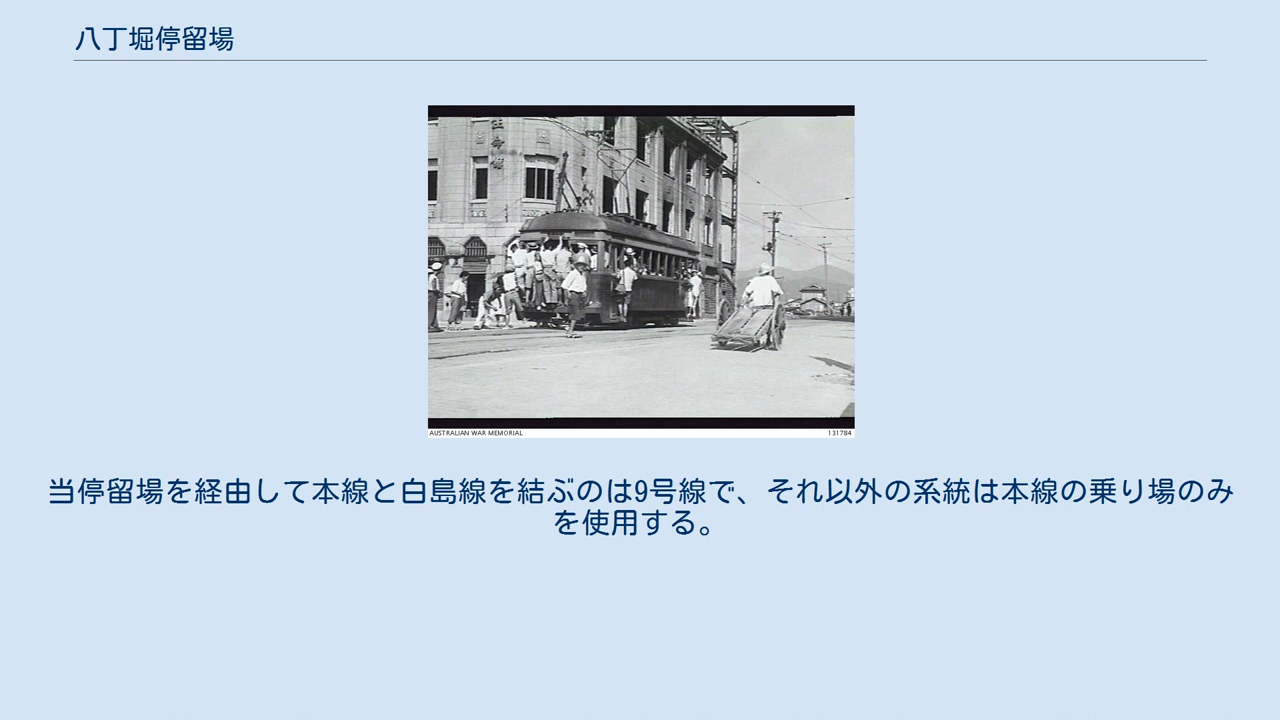 八丁堀停留場
AUSTRALIAN WAR MEMORIAL
131784
当停留場を経由して本線と白島線を結ぶのは9号線で、それ以外の系統は本線の乗り場のみ
を使用する。